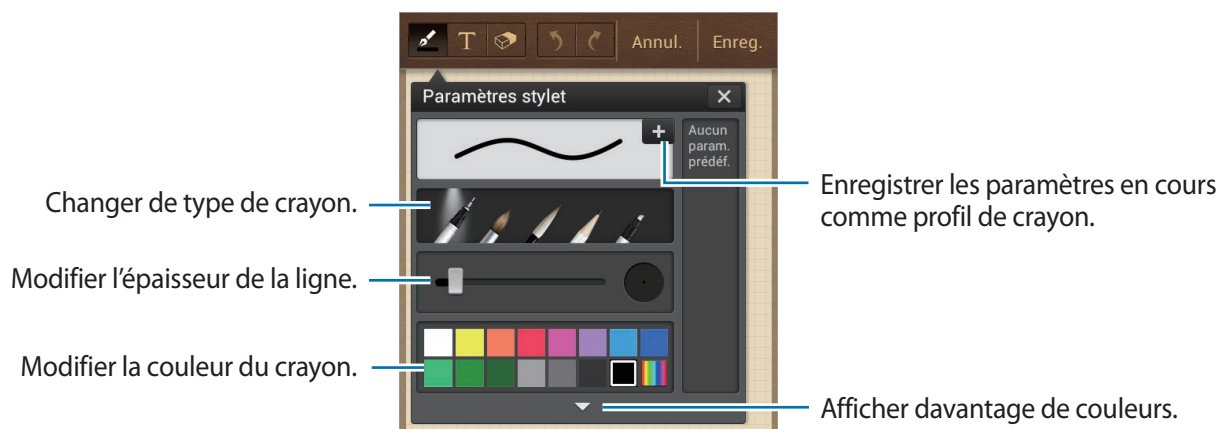 T
Annul.
Enreg.
Paramètres stylet
Aucun
param.
prédéf.
Changer de type de crayon.
Enregistrer les paramètres en cours
comme profil de crayon.
Modifier l’épaisseur de la ligne.
Modifier la couleur du crayon.
Afficher davantage de couleurs.